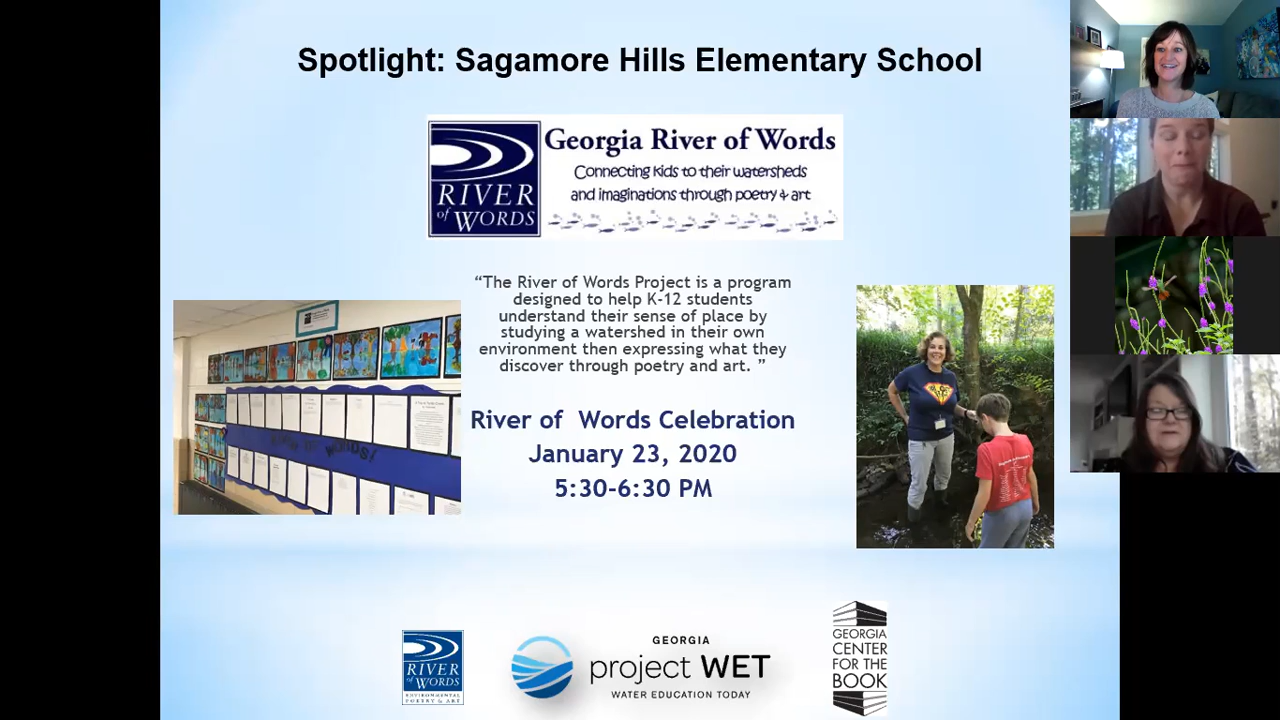 Spotlight: Sagamore Hills Elementary School
RIVER
of WORDS
Georgia River of Words
Connecting kids to their watersheds
and imaginations through poetry & art
“The River of Words Project is a program
designed to help K-12 students
understand their sense of place by
studying a watershed in their own
environment then expressing what they
discover through poetry and art. ”
River of Words Celebration
January 23, 2020
5:30-6:30 PM
RIVER
of WORDS
ENVIRONMENTAL
POETRY & ART
GEORGIA
project WET
WATER EDUCATION TODAY
GEORGIA
CENTER
FOR THE
BOOK